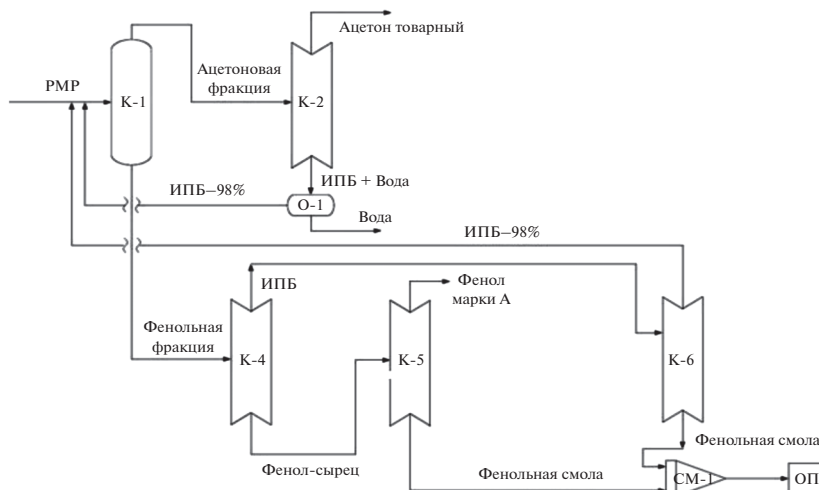 Ацетон товарный
РМР
К-1
Ацетоновая
фракция
К-2
ИПБ + Вода
ИПБ–98%
О-1
Вода
ИПБ–98%
ИПБ
Фенол
марки А
Фенольная
фракция
К-4
К-5
К-6
Фенол-сырец
Фенольная смола
Фенольная смола
СМ-1
ОП